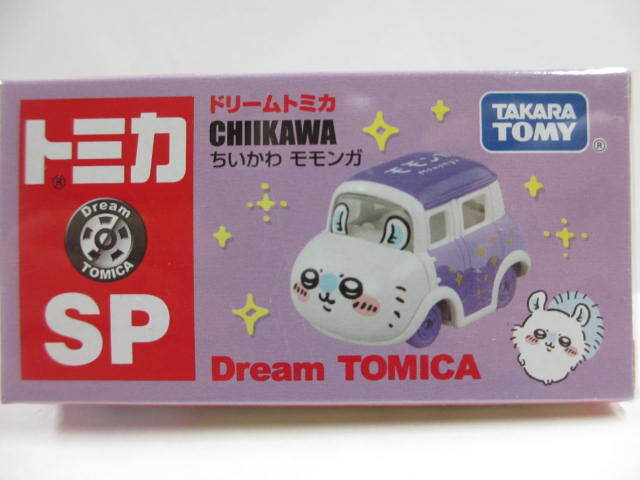 トミカ
®
Dream
TOMICA
SP
ドリームトミカ
CHIIKAWA
ちいかわ モモンガ
TAKARA
TOMY
®
Dream TOMICA